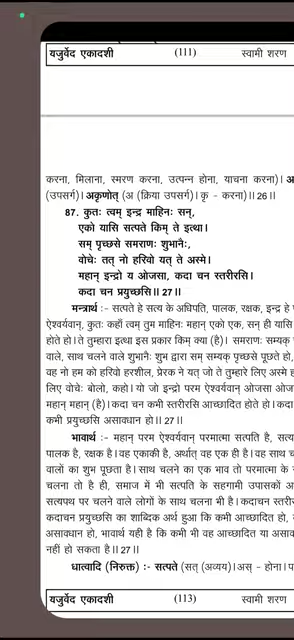 यजुर्वेद एकादशी (111) स्वामी शरण
करना, मिलाना, स्मरण करना, उत्पन्न होना, याचना करना)। अ
(उपसर्ग)। अकृणोत् (अ (क्रिया उपसर्ग)। कृ - करना)।। 26 ।।
87. कुतः त्वम् इन्द्र माहिनः सन्,
एको यासि सत्पते किम् ते इत्था।
सम् पृच्छसे समराणः शुभानैः,
वोचेः तत् नो हरिवो यत् ते अस्मे।
महान् इन्द्रो य ओजसा, कदा चन स्तरीरसि।
कदा चन प्रयुच्छसि।। 27 ।।
मन्त्रार्थ :- सत्पते हे सत्य के अधिपति, पालक, रक्षक, इन्द्र हे प
ऐश्वर्यवान्, कुतः कहाँ त्वम् तुम माहिनः महान् एको एक, सन् ही यासि
होते हो। ते तुम्हारा इत्था इस प्रकार किम् क्या (है)। समराणः सम्यक्
वाले, साथ चलने वाले शुभानैः शुभ द्वारा सम् सम्यक् पृच्छसे पूछते हो,
वह नो हम को हरिवो हरशील, प्रेरक ने यत् जो ते तुम्हारे लिए अस्मे ह
लिए वोचेः बोलो, कहो। यो जो इन्द्रो परम ऐश्वर्यवान् ओजसा ओज
महान् महान् (है)। कदा चन कभी स्तरीरसि आच्छादित होते हो। कदा
कभी प्रयुच्छसि असावधान हो)।। 27 ।।
भावार्थ :- महान् परम ऐश्वर्यवान् परमात्मा सत्पति है, सत्य
पालक है, रक्षक है। वह एकाकी है, अर्थात् वह एक ही है। वह साथ च
वालों का शुभ पूछता है। साथ चलने का एक भाव तो परमात्मा के
चलना तो है ही, समाज में भी सत्पति के सहगामी उपासकों अ
सत्यपथ पर चलने वाले लोगों के साथ चलना भी है। कदाचन स्तरी
कदाचन प्रयुच्छसि का शाब्दिक अर्थ हुआ कि कभी आच्छादित हो,
असावधान हो, भावार्थ यही है कि कभी भी वह आच्छादित या असाव
नहीं हो सकता है।। 27 ।।
धात्वादि (निरुक्त) :- सत्पते (सत् (अव्यय)। अस् - होना। प
यजुर्वेद एकादशी (113) स्वामी शरण